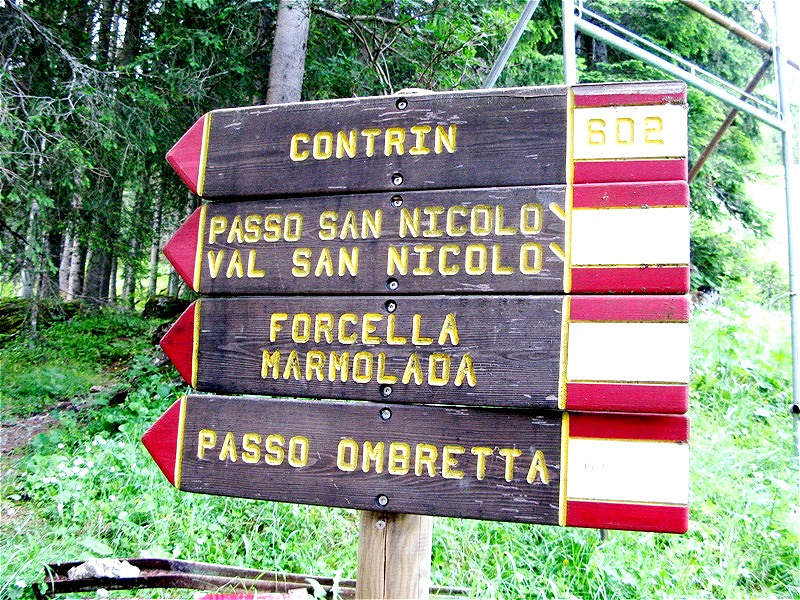 CONTRIN 602
PASSO SAN NICOLO'
VAL SAN NICOLO'
FORCELLA
MARMOLADA
PASSO OMBRETTA